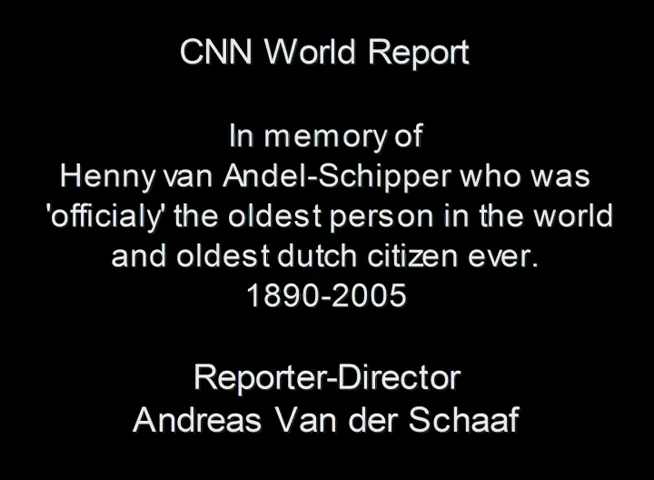 CNN World Report
In memory of
Henny van Andel-Schipper who was
'officialy' the oldest person in the world
and oldest dutch citizen ever.
1890-2005
Reporter-Director
Andreas Van der Schaaf